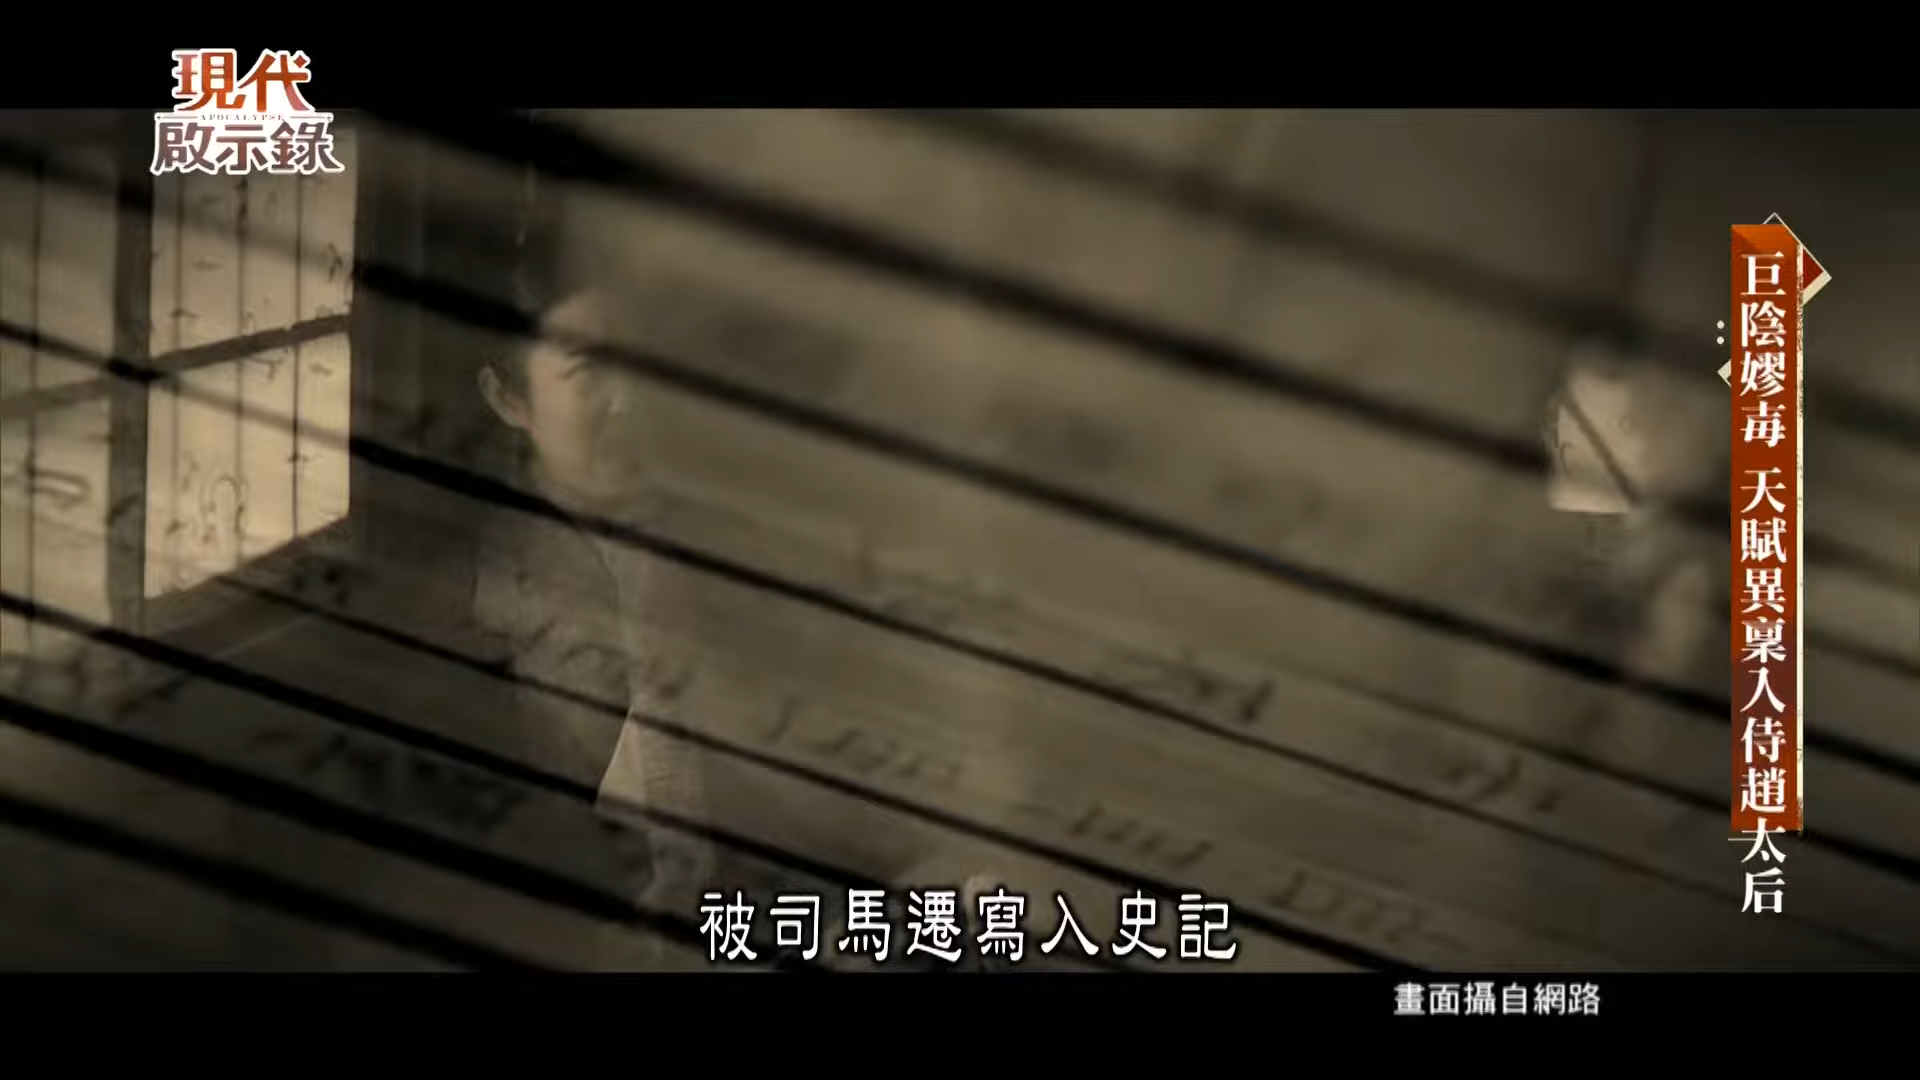 現代
APOCALYPSE
啟示錄
巨陰嫪毐 天賦異稟入侍趙太后
被司馬遷寫入史記
畫面攝自網路